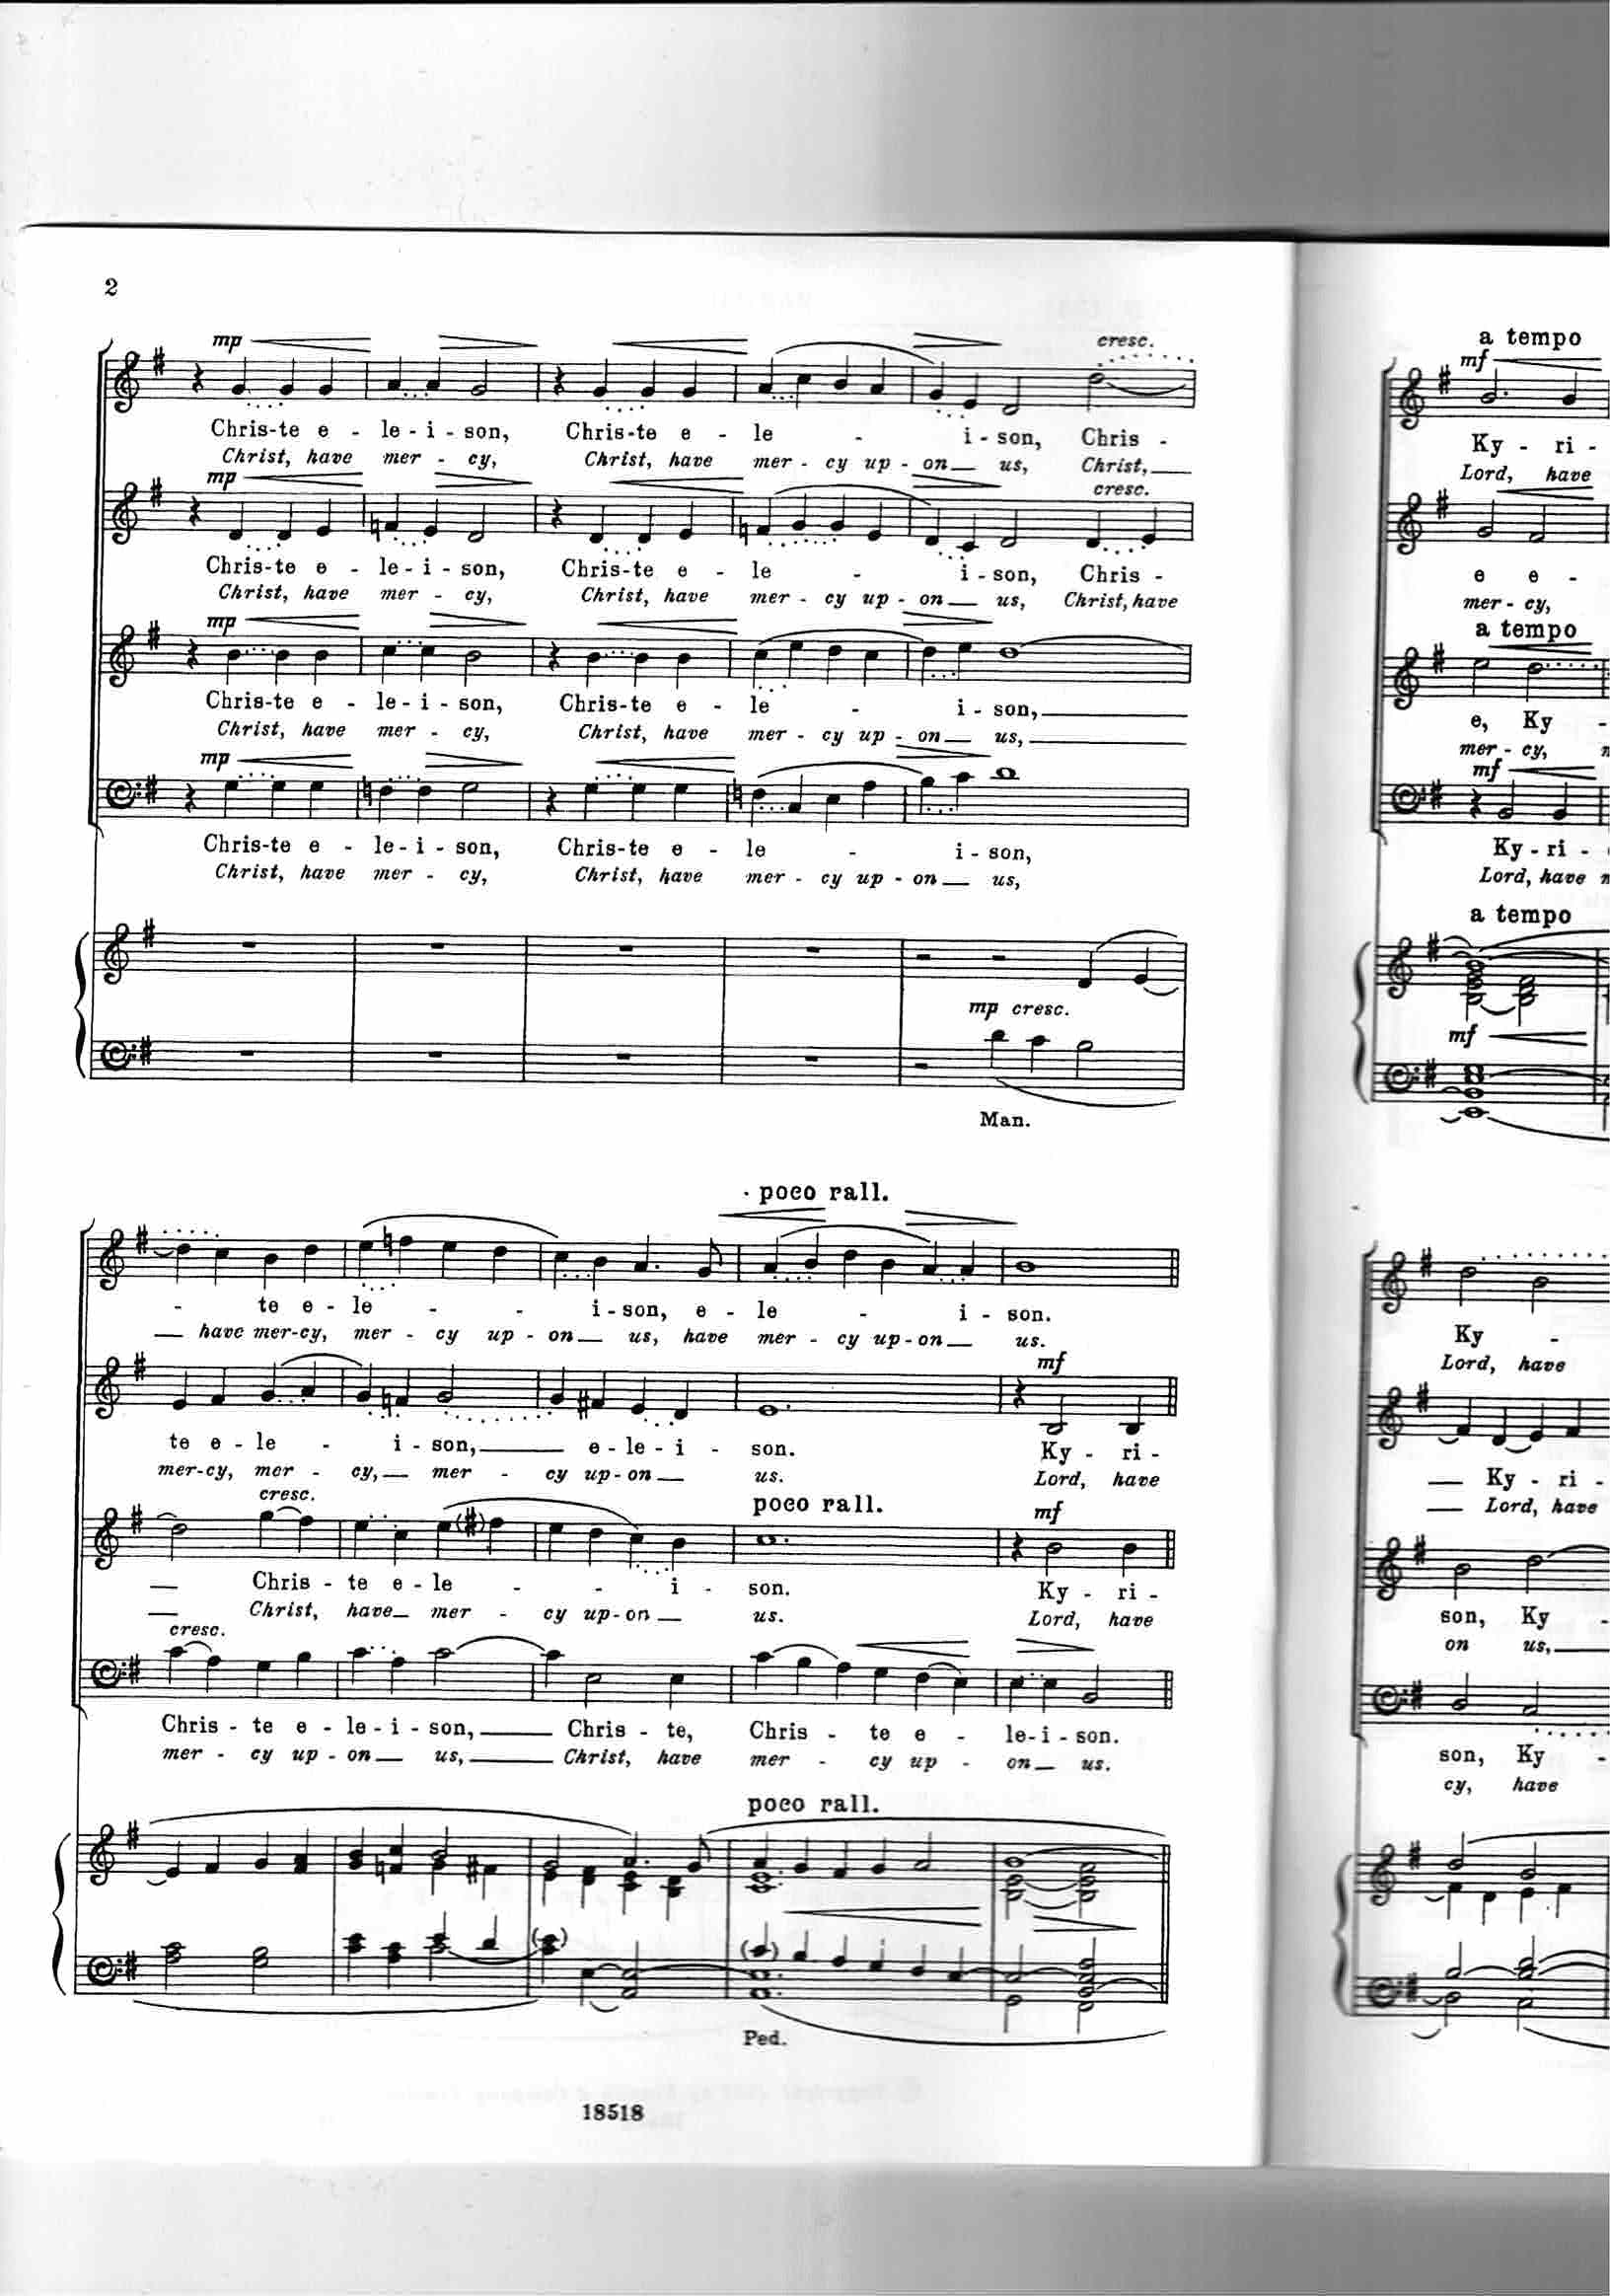 2
mp
cresc.
Chris-te e - le - i - son, Chris-te e - le - i - son, Chris -
Christ, have mer - cy, Christ, have mer - cy up - on us, Christ,
mp
cresc.
Chris-te e - le - i - son, Chris-te e - le - i - son, Chris -
Christ, have mer - cy, Christ, have mer - cy up - on us, Christ, have
mp
Chris-te e - le - i - son, Chris-te e - le - i - son,
Christ, have mer - cy, Christ, have mer - cy up - on us,
mp
Chris-te e - le - i - son, Chris-te e - le - i - son,
Christ, have mer - cy, Christ, have mer - cy up - on us,
mp cresc.
Man.
poco rall.
- te e - le - - i - son, e - le - i - son.
have mer-cy, mer - cy up - on us, have mer - cy up-on us.
mf
te e - le - i - son, e - le - i - son. Ky - ri -
mer-cy, mer - cy, mer - cy up-on us. Lord, have
cresc.
poco rall.
mf
Chris - te e - le - - i - son. Ky - ri -
Christ, have mer - cy up-on us. Lord, have
cresc.
Chris - te e - le - i - son, Chris - te, Chris - te e - le-i - son.
mer - cy up - on us, Christ, have mer - cy up - on us.
poco rall.
Ped.
18518
a tempo
mf
Ky - ri -
Lord, have
e e -
mer - cy,
a tempo
e, Ky -
mer - cy,
mf
Ky - ri -
Lord, have
a tempo
mf
Ky -
Lord, have
Ky - ri -
Lord, have
son, Ky -
on us,
son, Ky -
cy, have